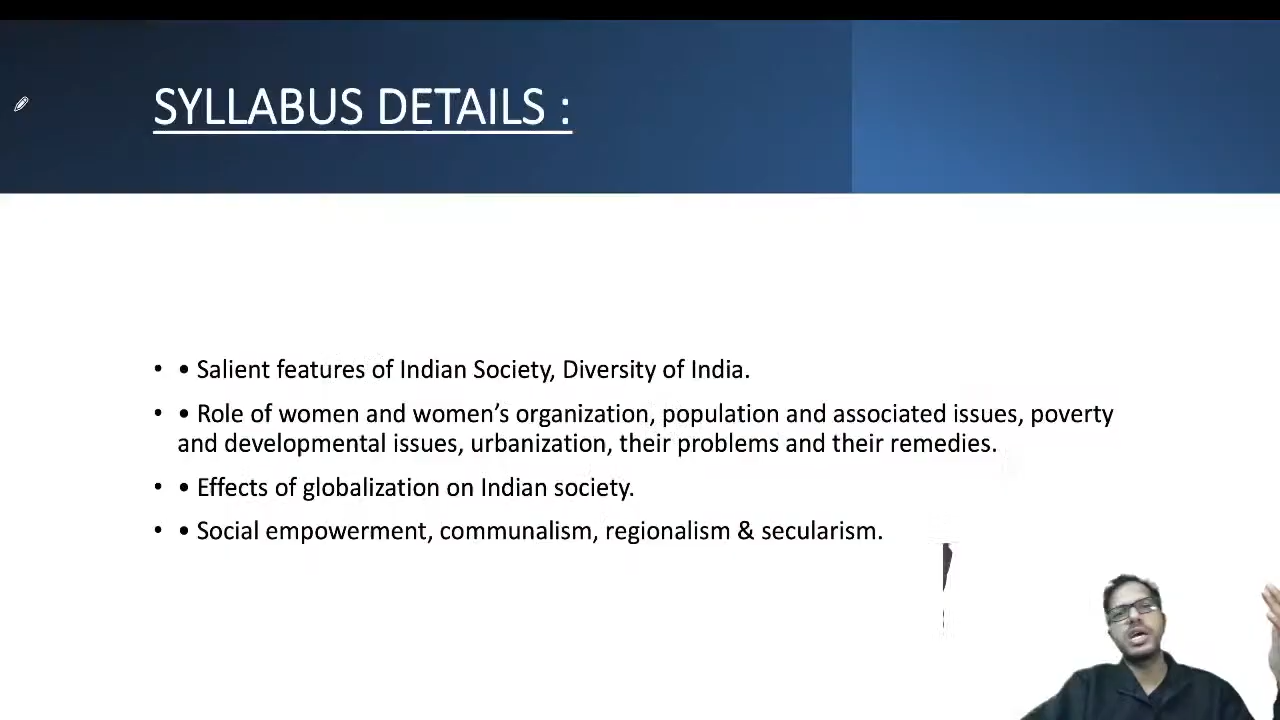 SYLLABUS DETAILS :
• • Salient features of Indian Society, Diversity of India.
• • Role of women and women’s organization, population and associated issues, poverty
and developmental issues, urbanization, their problems and their remedies.
• • Effects of globalization on Indian society.
• • Social empowerment, communalism, regionalism & secularism.